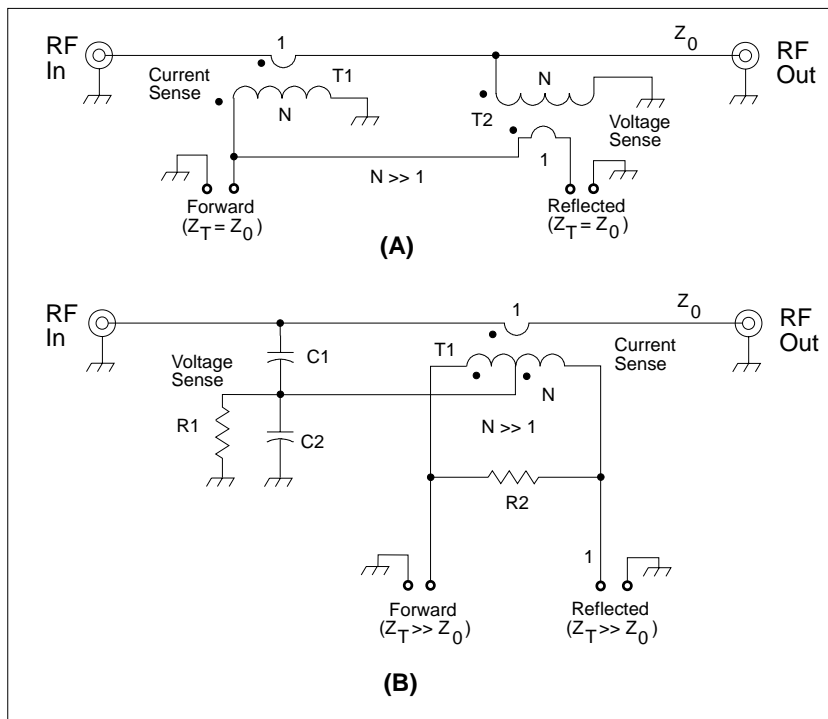 RF
In
1
Z0
RF
Out
Current
Sense
T1
N
N
T2
Voltage
Sense
1
N >> 1
Forward
(ZT = Z0)
Reflected
(ZT = Z0)
(A)
RF
In
1
Z0
RF
Out
Voltage
Sense
C1
T1
Current
Sense
N
R1
C2
N >> 1
R2
1
Forward
(ZT >> Z0)
Reflected
(ZT >> Z0)
(B)